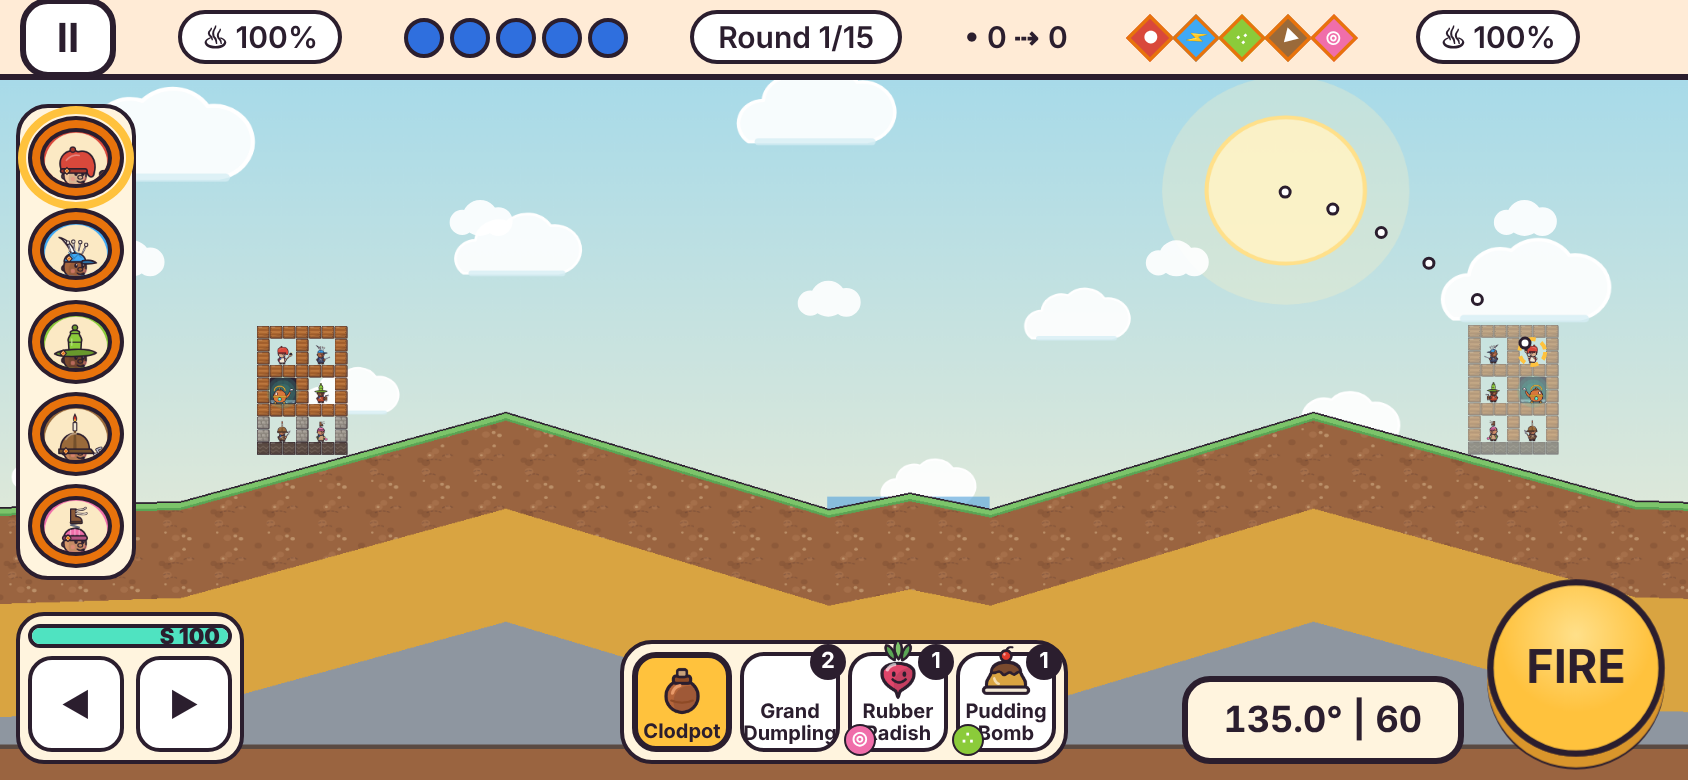 100%
Round 1/15
• 0 ⇢ 0
100%
S 100
Clodpot
2
Grand
Dumpling
1
Rubber
Radish
1
Pudding
Bomb
135.0° | 60
FIRE